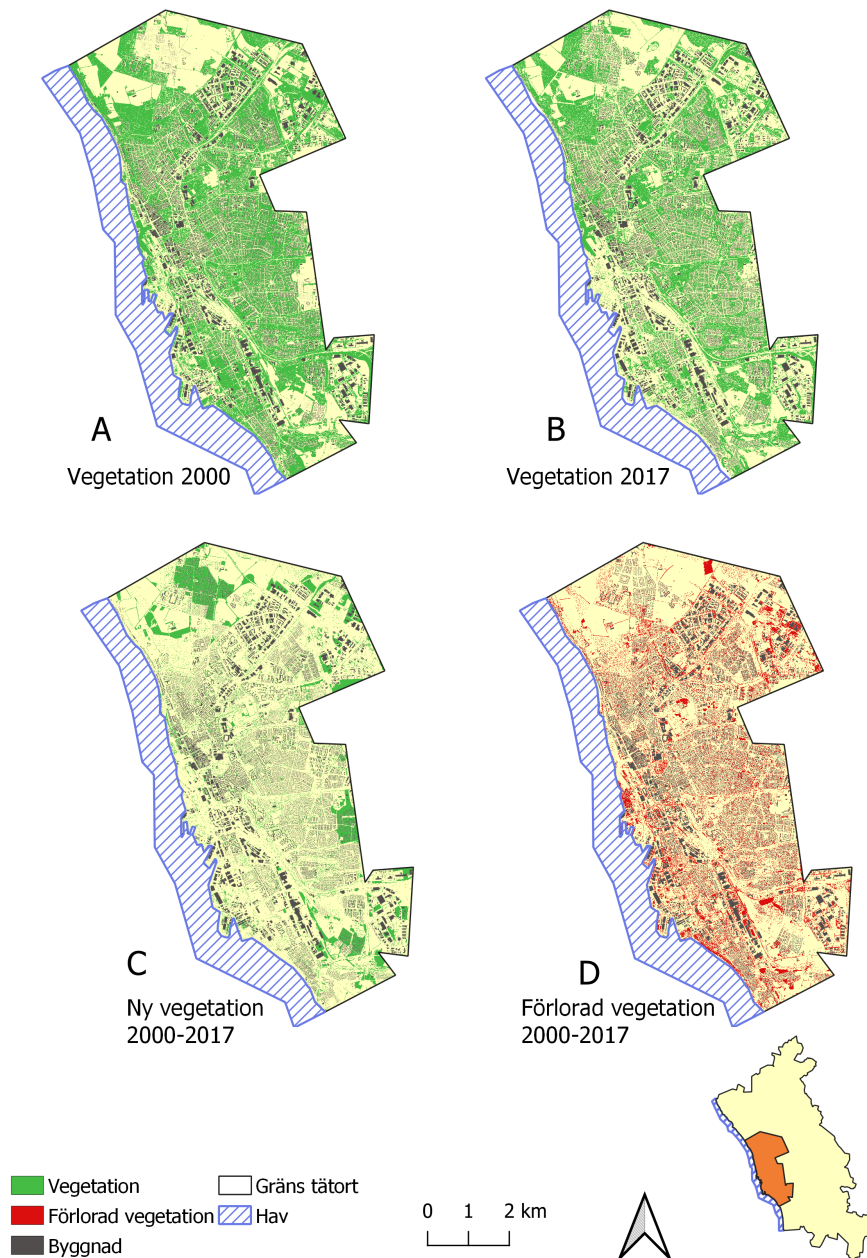 A
Vegetation 2000
B
Vegetation 2017
C
Ny vegetation
2000-2017
D
Förlorad vegetation
2000-2017
Vegetation
Förlorad vegetation
Byggnad
Gräns tätort
Hav
0 1 2 km